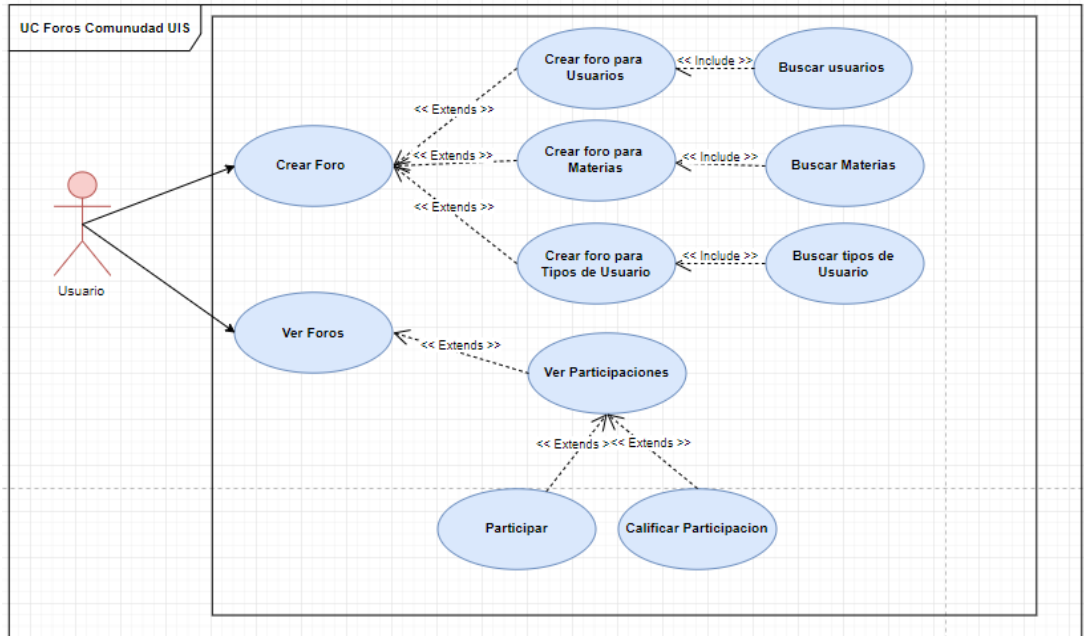 UC Foros Comunudad UIS
Crear foro para
Usuarios
<< Include >>
Buscar usuarios
<< Extends >>
Crear Foro
<< Extends >>
Crear foro para
Materias
<< Include >>
Buscar Materias
<< Extends >>
Crear foro para
Tipos de Usuario
<< Include >>
Buscar tipos de
Usuario
Usuario
Ver Foros
<< Extends >>
Ver Participaciones
<< Extends >
<< Extends >>
Participar
Calificar Participacion